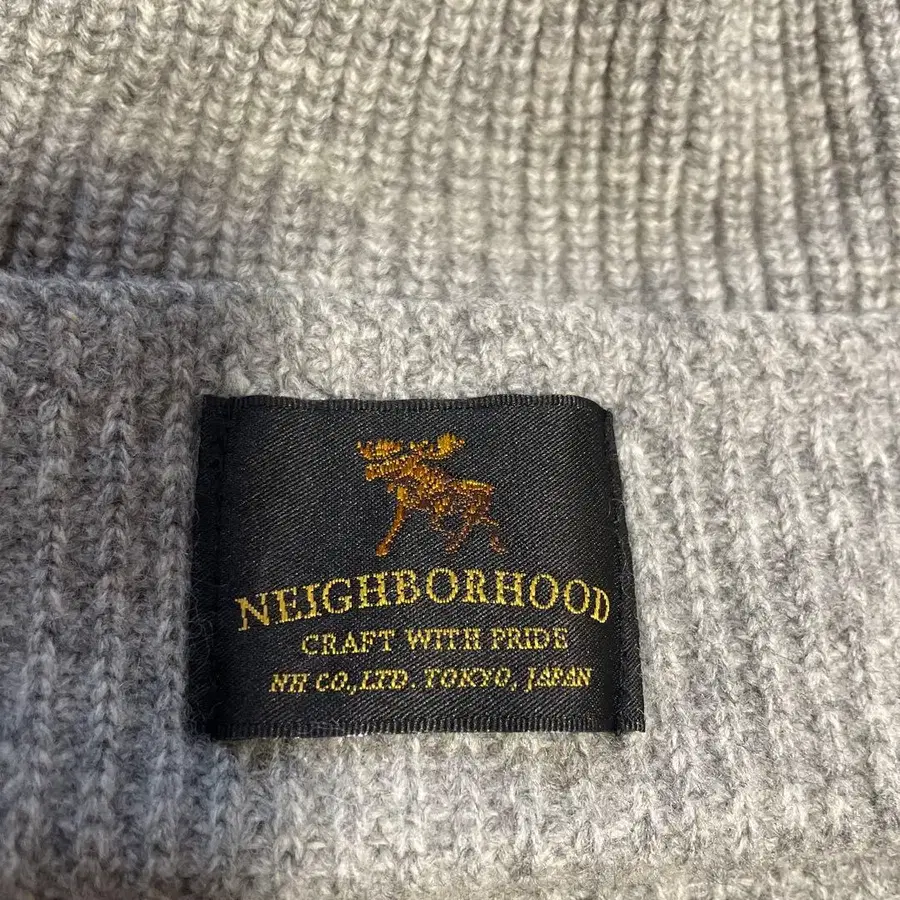 NEIGHBORHOOD
CRAFT WITH PRIDE
NH CO.,LTD. TOKYO, JAPAN